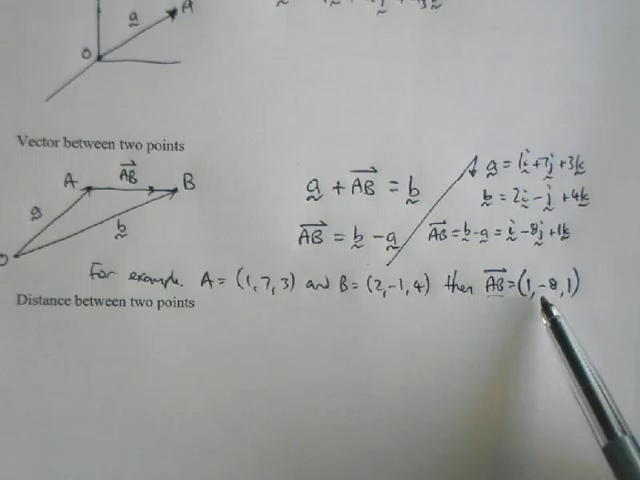 a A
O
Vector between two points
A AB B
a b
a + AB = b
AB = b - a
a = 1i + 7j + 3k
b = 2i - j + 4k
AB = b - a = i - 8j + 1k
For example. A = (1, 7, 3) and B = (2, -1, 4) then AB = (1, -8, 1)
Distance between two points